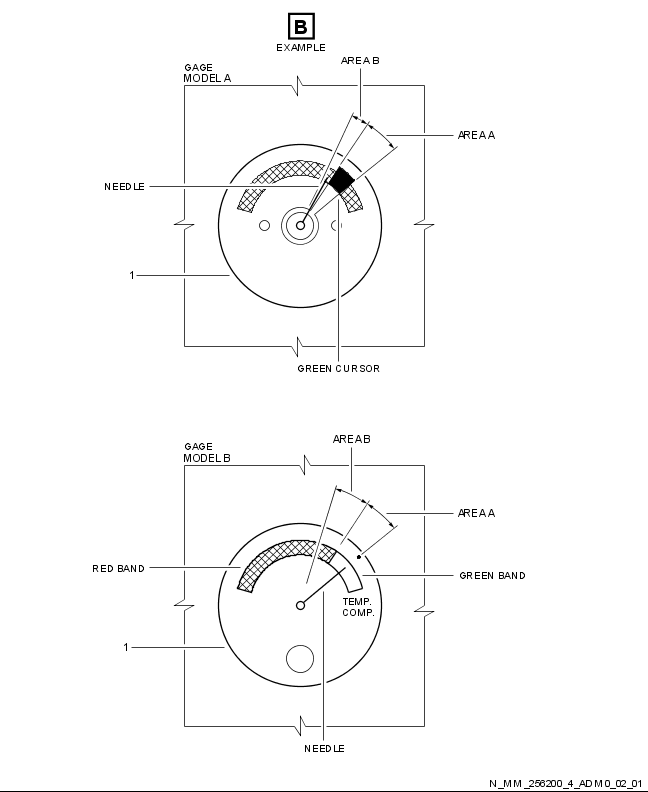 B
EXAMPLE
GAGE
MODEL A
AREA B
AREA A
NEEDLE
1
GREEN CURSOR
GAGE
MODEL B
AREA B
AREA A
RED BAND
GREEN BAND
TEMP.
COMP.
1
NEEDLE
N_MM_256200_4_ADM0_02_01